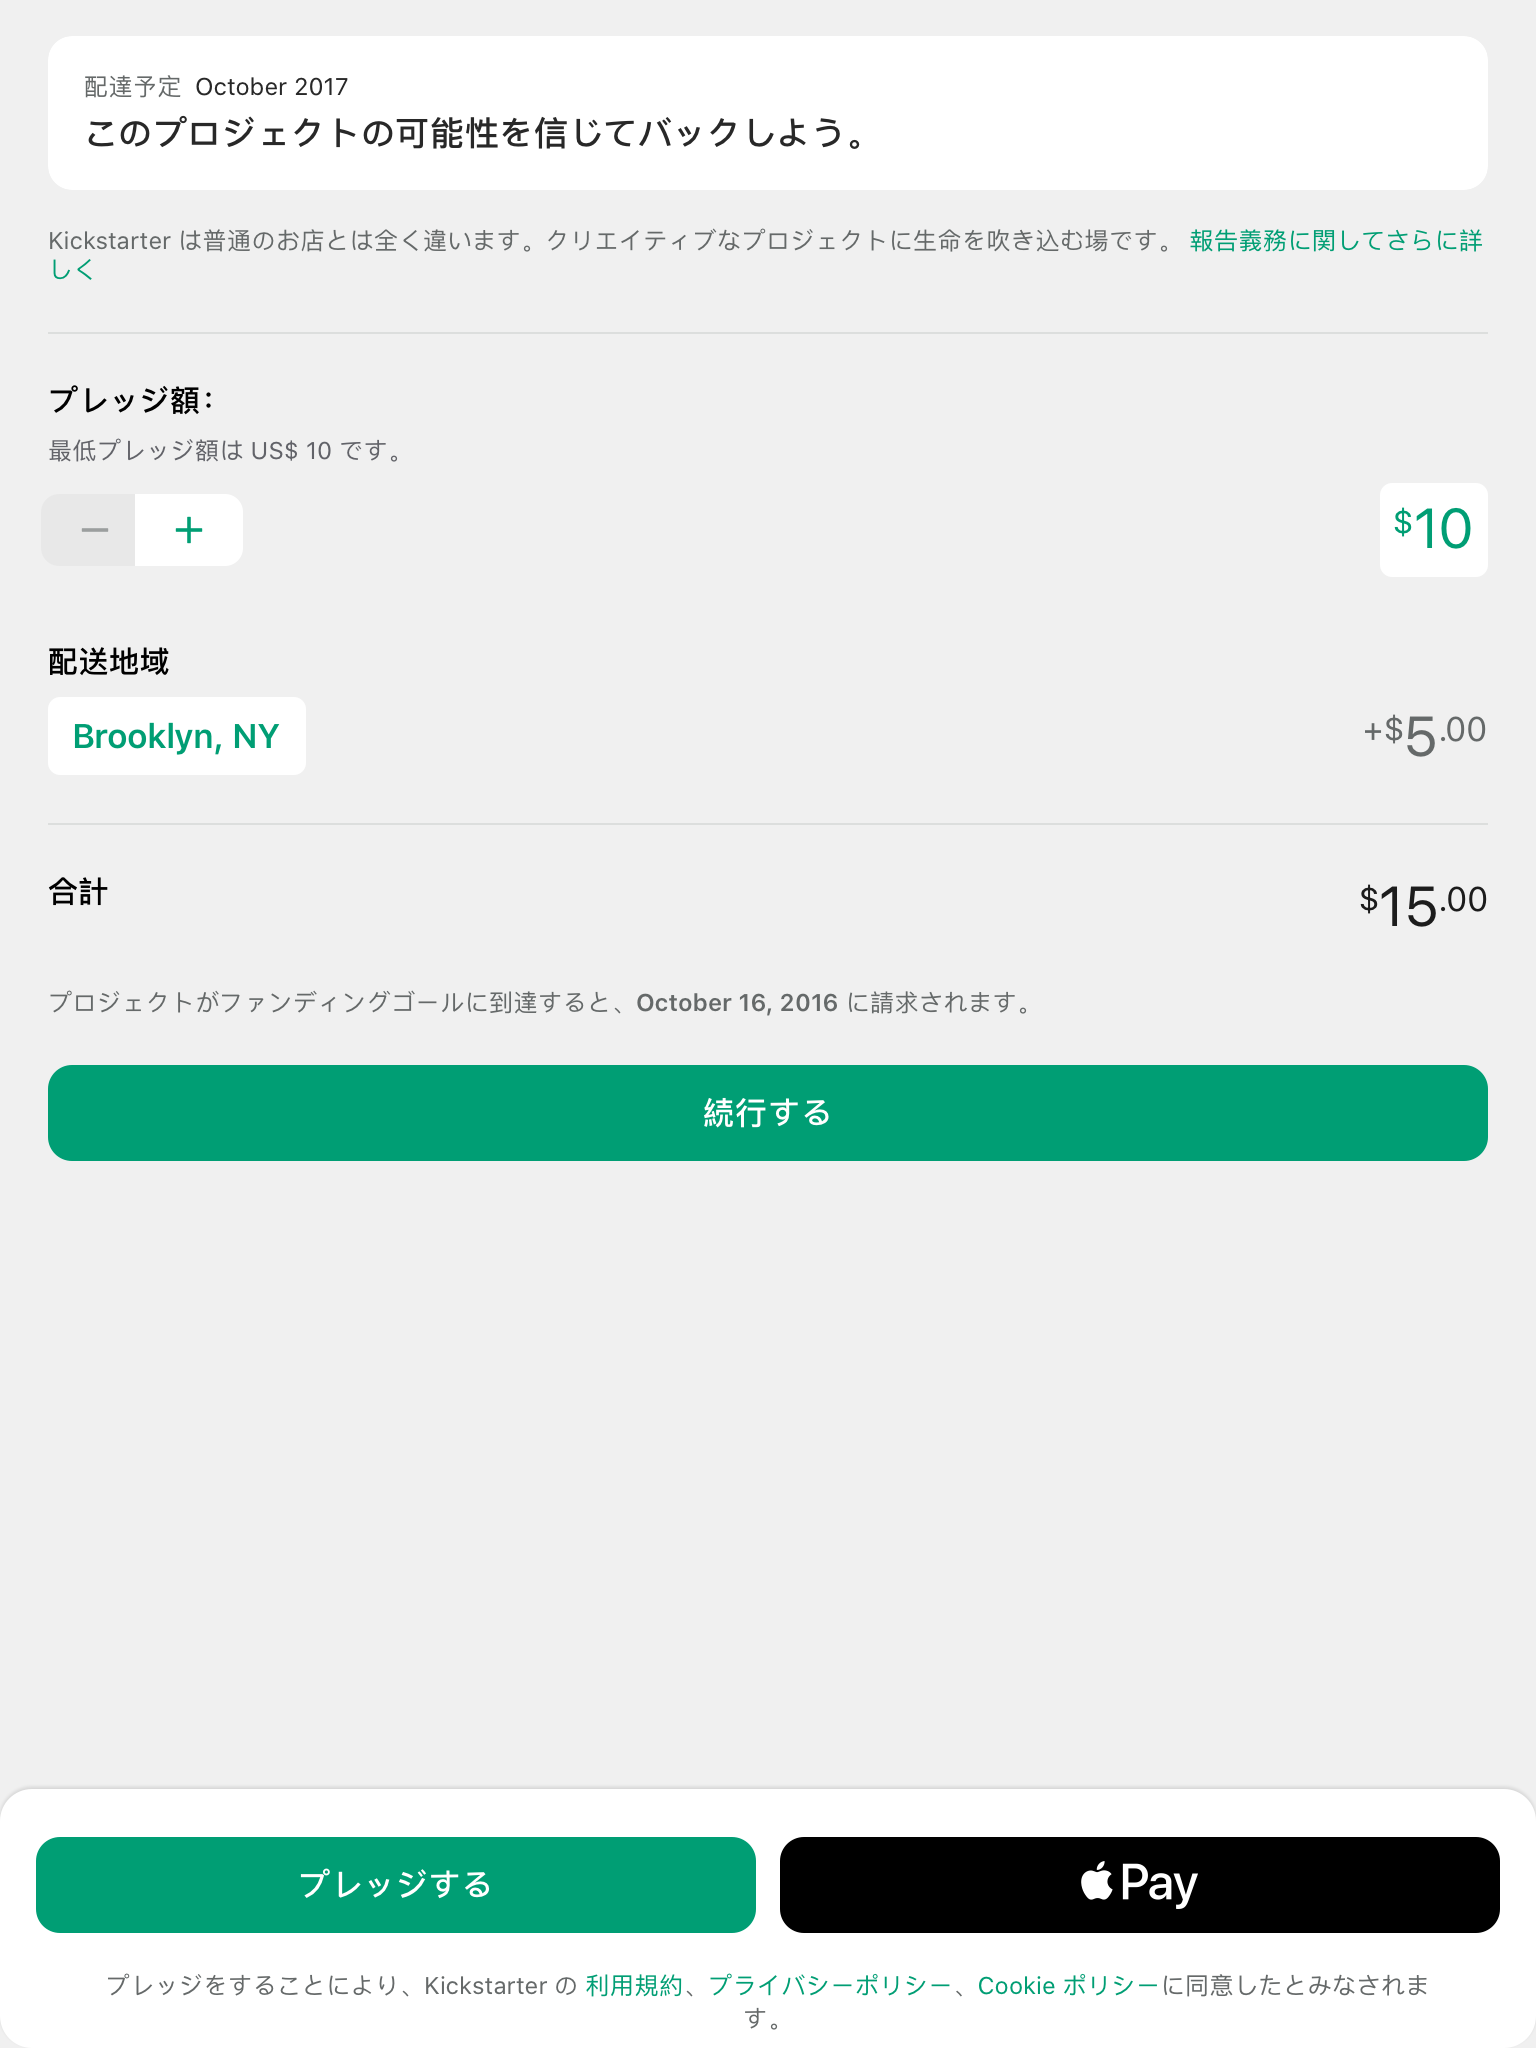 配達予定 October 2017
このプロジェクトの可能性を信じてバックしよう。
Kickstarter は普通のお店とは全く違います。クリエイティブなプロジェクトに生命を吹き込む場です。 報告義務に関してさらに詳
しく
プレッジ額：
最低プレッジ額は US$ 10 です。
− + $10
配送地域
Brooklyn, NY +$5.00
合計 $15.00
プロジェクトがファンディングゴールに到達すると、October 16, 2016 に請求されます。
続行する
プレッジする Pay
プレッジをすることにより、Kickstarter の 利用規約、プライバシーポリシー、Cookie ポリシーに同意したとみなされま
す。